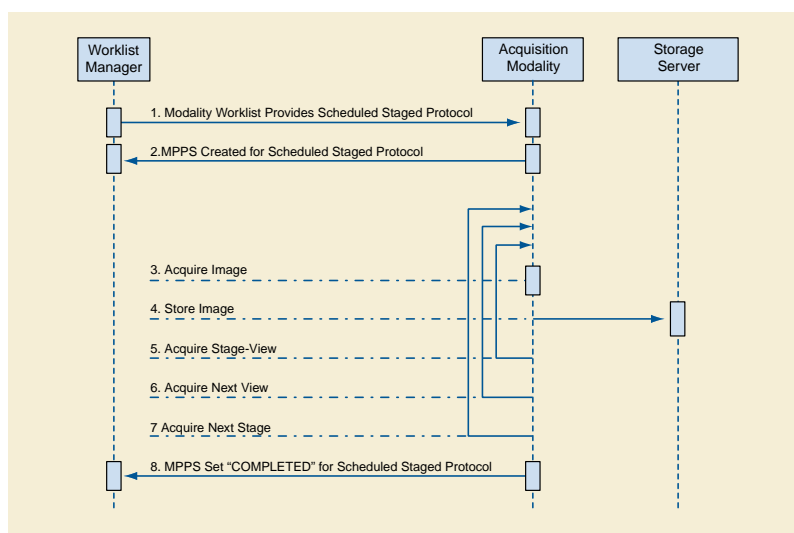 Worklist
Manager
Acquisition
Modality
Storage
Server
1. Modality Worklist Provides Scheduled Staged Protocol
2.MPPS Created for Scheduled Staged Protocol
3. Acquire Image
4. Store Image
5. Acquire Stage-View
6. Acquire Next View
7 Acquire Next Stage
8. MPPS Set “COMPLETED” for Scheduled Staged Protocol